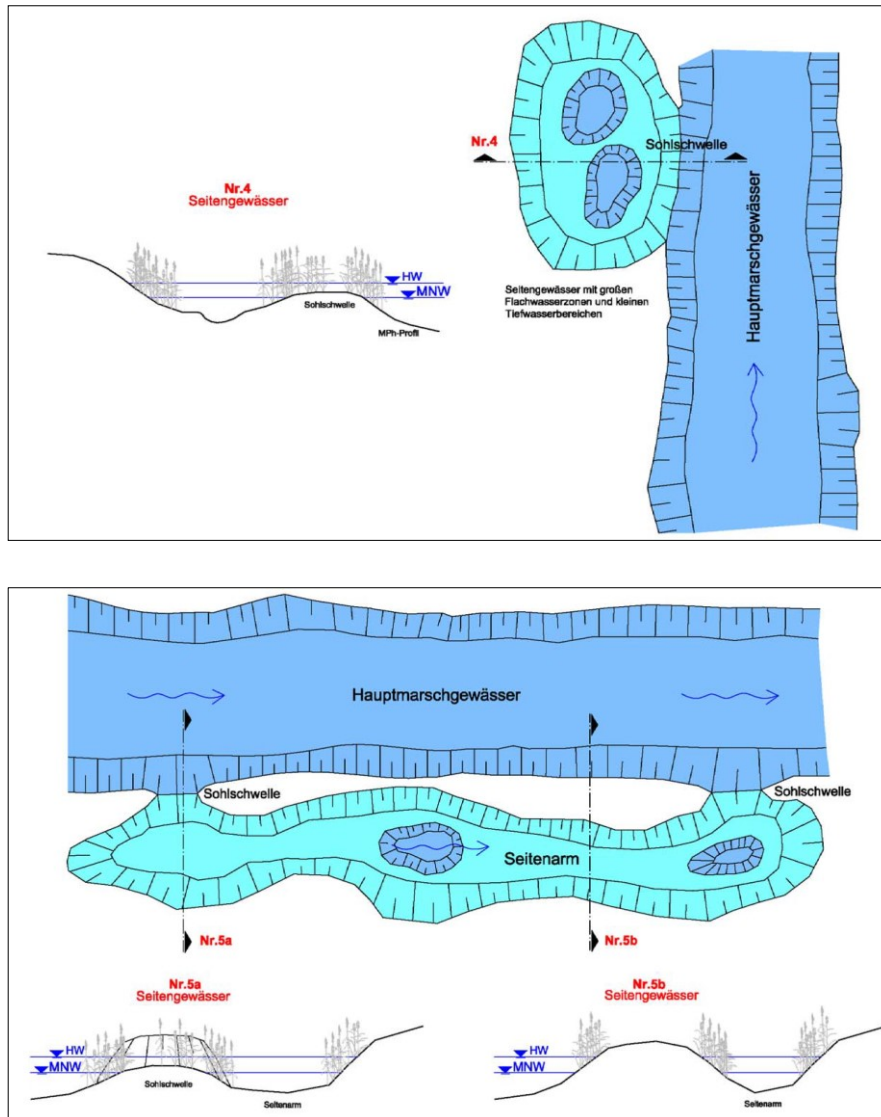 Nr.4
Sohlschwelle
Nr.4
Seitengewässer
HW
MNW
Sohlschwelle
MPh-Profil
Seitengewässer mit großen
Flachwasserzonen und kleinen
Tiefwasserbereichen
Hauptmarschgewässer
Hauptmarschgewässer
Sohlschwelle
Sohlschwelle
Seitenarm
Nr.5a
Nr.5b
Nr.5a
Seitengewässer
HW
MNW
Sohlschwelle
Seitenarm
Nr.5b
Seitengewässer
HW
MNW
Seitenarm